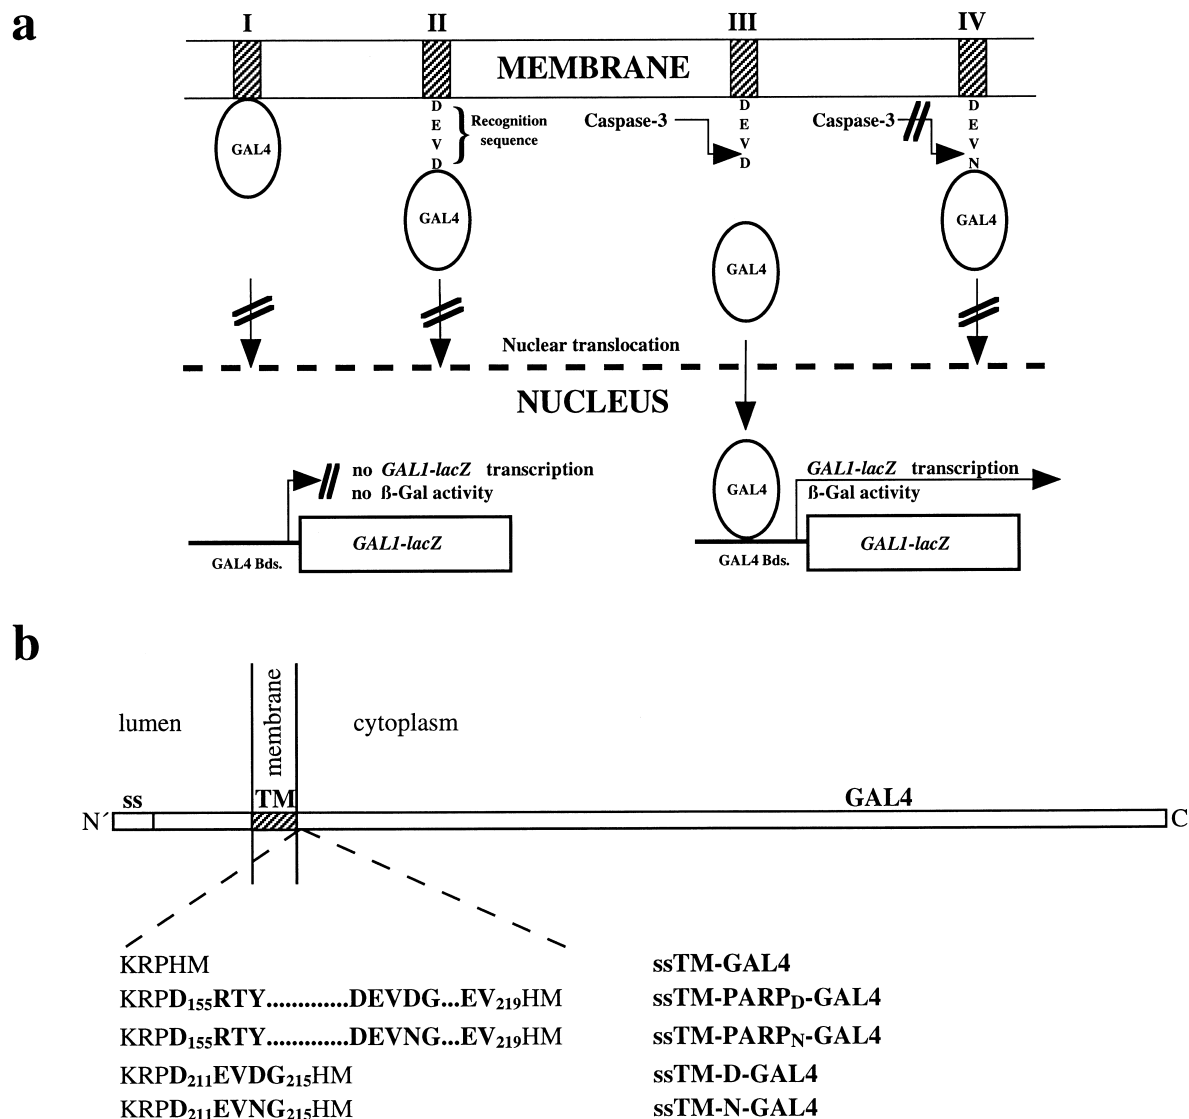 a
I II III IV
MEMBRANE
D D D
E E E
V V V
D D N
Recognition
sequence
Caspase-3
Caspase-3
GAL4
GAL4
GAL4
GAL4
Nuclear translocation
NUCLEUS
no GAL1-lacZ transcription
no ß-Gal activity
GAL1-lacZ
GAL4 Bds.
GAL4
GAL1-lacZ transcription
ß-Gal activity
GAL1-lacZ
GAL4 Bds.
b
lumen
membrane
cytoplasm
ss
TM
GAL4
N´
C
KRPHM ssTM-GAL4
KRPD155RTY.............DEVDG...EV219HM ssTM-PARPD-GAL4
KRPD155RTY.............DEVNG...EV219HM ssTM-PARPN-GAL4
KRPD211EVDG215HM ssTM-D-GAL4
KRPD211EVNG215HM ssTM-N-GAL4